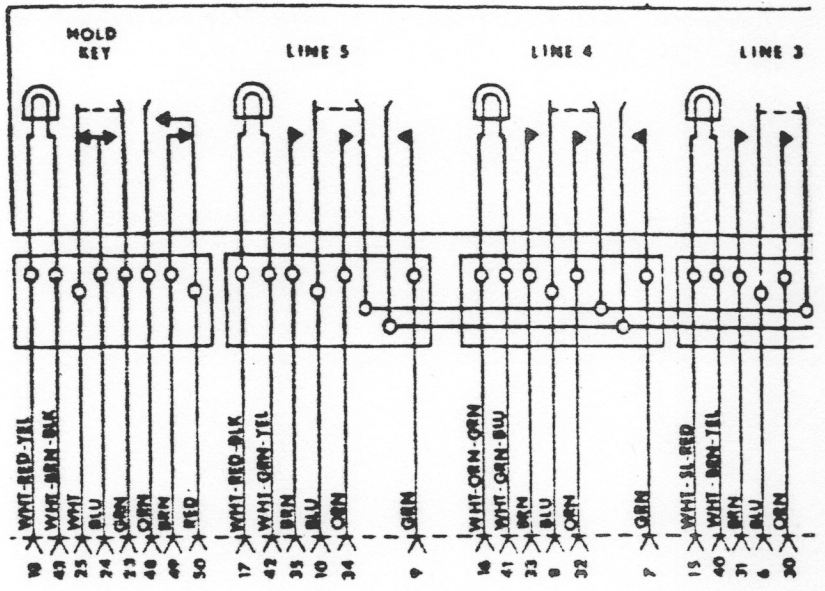 HOLD
KEY
LINE 5
LINE 4
LINE 3
WHT-RED-YEL
WHT-BRN-BLK
WHT
BLU
GRN
ORN
BRN
RED
WHT-RED-BLK
WHT-GRN-YEL
BRN
BLU
ORN
GRN
WHT-ORN-GRN
WHT-GRN-BLU
BRN
BLU
ORN
GRN
WHT-SL-RED
WHT-BRN-YEL
BRN
BLU
ORN
18
43
25
24
23
48
49
50
17
42
35
10
34
9
16
41
33
8
32
7
15
40
31
6
30